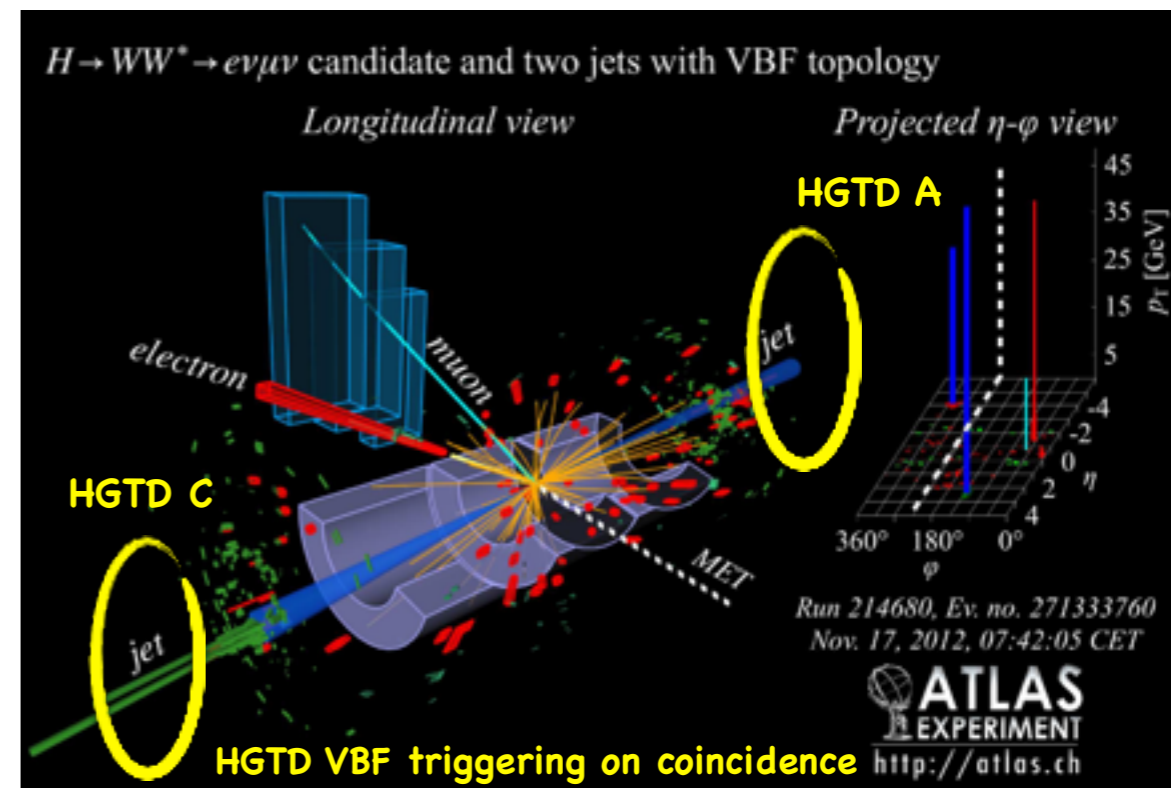 H→WW*→eνμν candidate and two jets with VBF topology
Longitudinal view
Projected η-φ view
HGTD A
45
35
25
15
5
pT [GeV]
jet
muon
electron
-4
-2
0
2
4
η
HGTD C
360° 180° 0°
φ
MET
Run 214680, Ev. no. 271333760
Nov. 17, 2012, 07:42:05 CET
jet
ATLAS
EXPERIMENT
HGTD VBF triggering on coincidence
http://atlas.ch